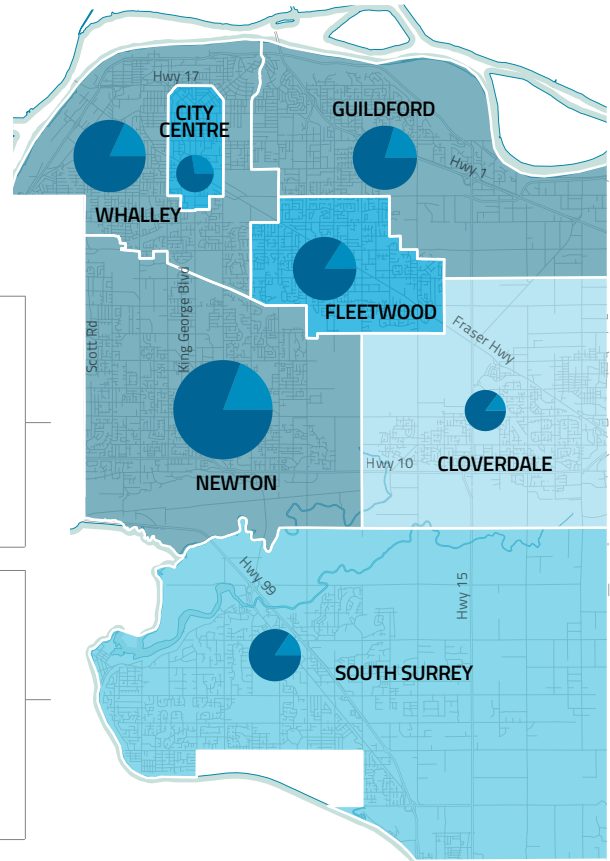 Hwy 17
CITY
CENTRE
GUILDFORD
Hwy 1
WHALLEY
King George Blvd
Scott Rd
FLEETWOOD
Fraser Hwy
NEWTON
Hwy 10
CLOVERDALE
Hwy 99
Hwy 15
SOUTH SURREY